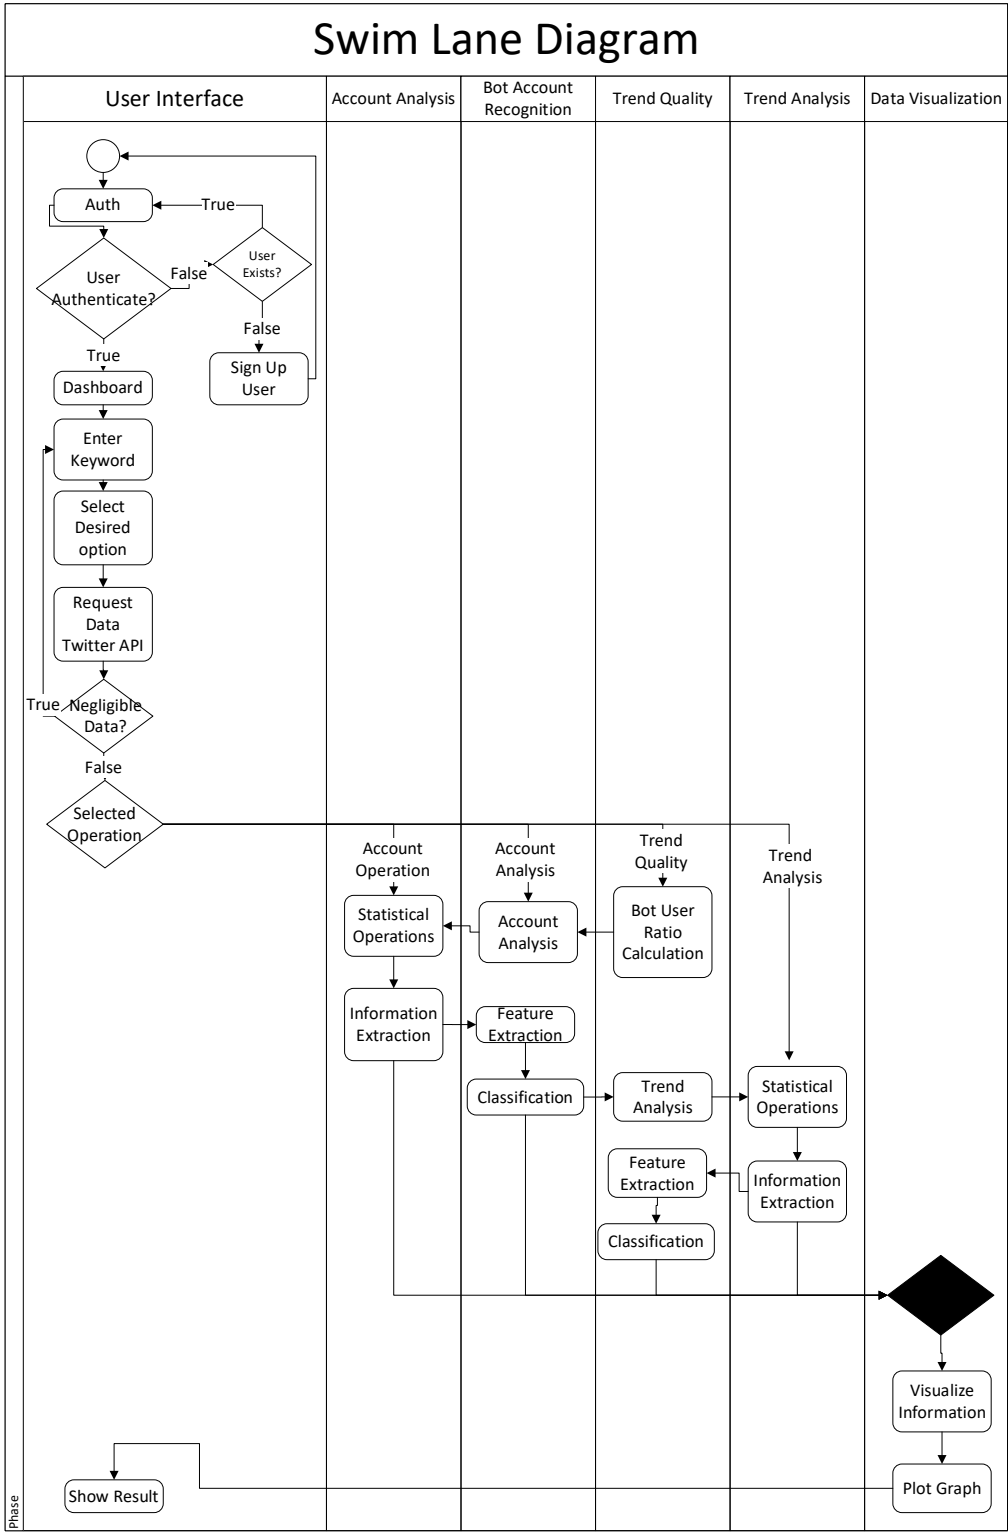 Swim Lane Diagram
User Interface
Account Analysis
Bot Account
Recognition
Trend Quality
Trend Analysis
Data Visualization
Auth
True
User
Exists?
User
Authenticate?
False
False
True
Sign Up
User
Dashboard
Enter
Keyword
Select
Desired
option
Request
Data
Twitter API
True
Negligible
Data?
False
Selected
Operation
Account
Operation
Account
Analysis
Trend
Quality
Trend
Analysis
Statistical
Operations
Account
Analysis
Bot User
Ratio
Calculation
Information
Extraction
Feature
Extraction
Classification
Trend
Analysis
Statistical
Operations
Feature
Extraction
Information
Extraction
Classification
Visualize
Information
Plot Graph
Show Result
Phase